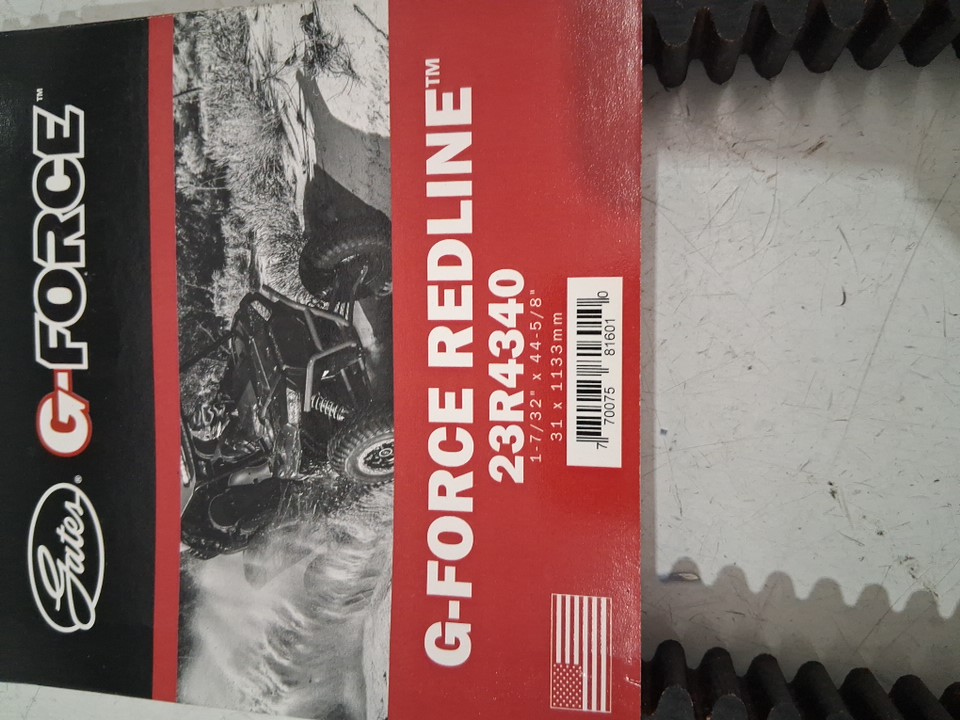 Gates®
G-FORCE™
G-FORCE REDLINE™
23R4340
1-7/32" x 44-5/8"
31 x 1133mm
7 70075 81601 0